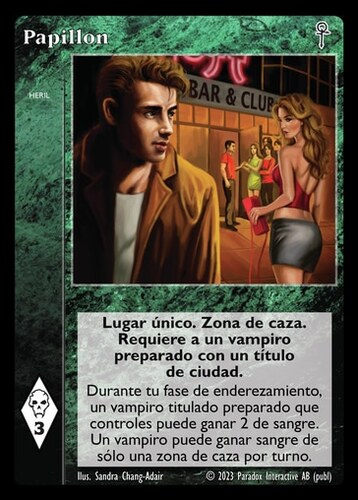 Papillon
HERIL
BAR & CLUB
Lugar único. Zona de caza.
Requiere a un vampiro
preparado con un título
de ciudad.
Durante tu fase de enderezamiento,
un vampiro titulado preparado que
controles puede ganar 2 de sangre.
Un vampiro puede ganar sangre de
sólo una zona de caza por turno.
3
Ilus. Sandra Chang-Adair
© 2023 Paradox Interactive AB (publ)